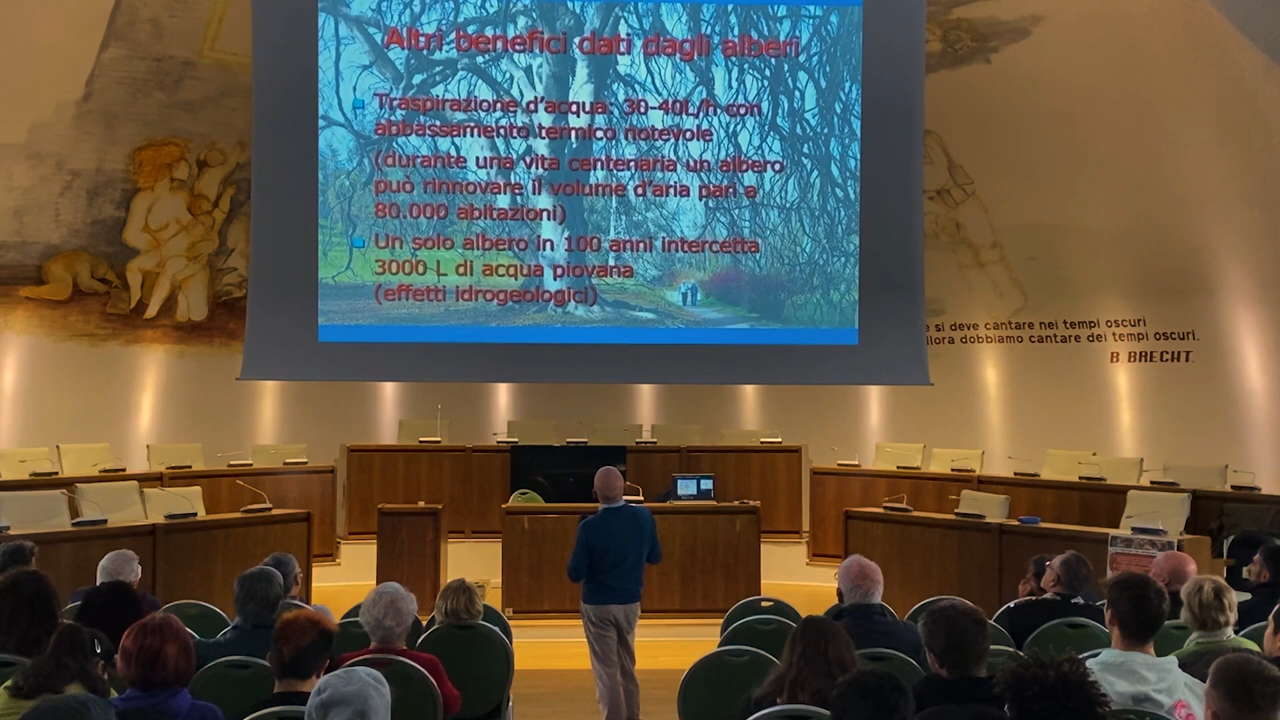 Altri benefici dati dagli alberi
Traspirazione d'acqua: 30-40L/h con
abbassamento termico notevole
(durante una vita centenaria un albero
può rinnovare il volume d'aria pari a
80.000 abitazioni)
Un solo albero in 100 anni intercetta
3000 L di acqua piovana
(effetti idrogeologici)
e si deve cantare nei tempi oscuri
llora dobbiamo cantare dei tempi oscuri.
B. BRECHT.